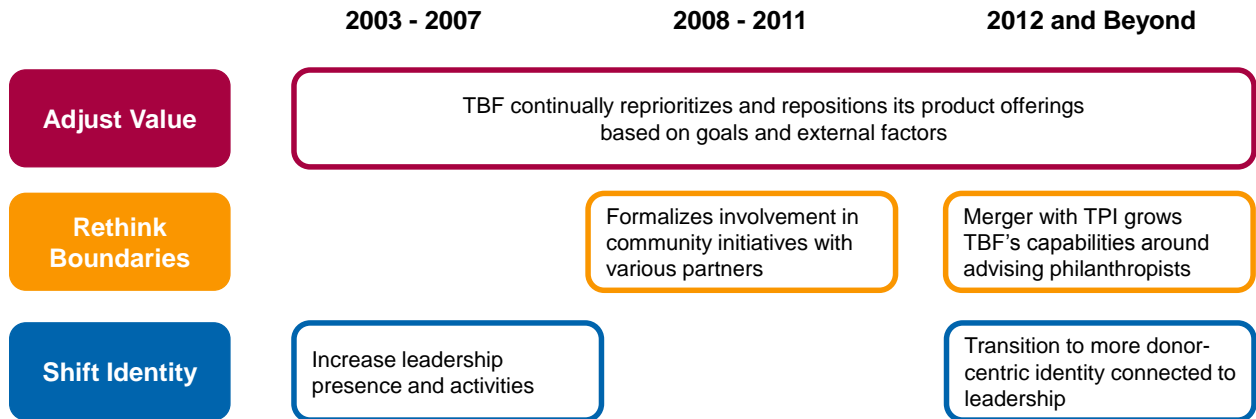 2003 - 2007
2008 - 2011
2012 and Beyond
Adjust Value
TBF continually reprioritizes and repositions its product offerings
based on goals and external factors
Rethink
Boundaries
Formalizes involvement in
community initiatives with
various partners
Merger with TPI grows
TBF's capabilities around
advising philanthropists
Shift Identity
Increase leadership
presence and activities
Transition to more donor-
centric identity connected to
leadership